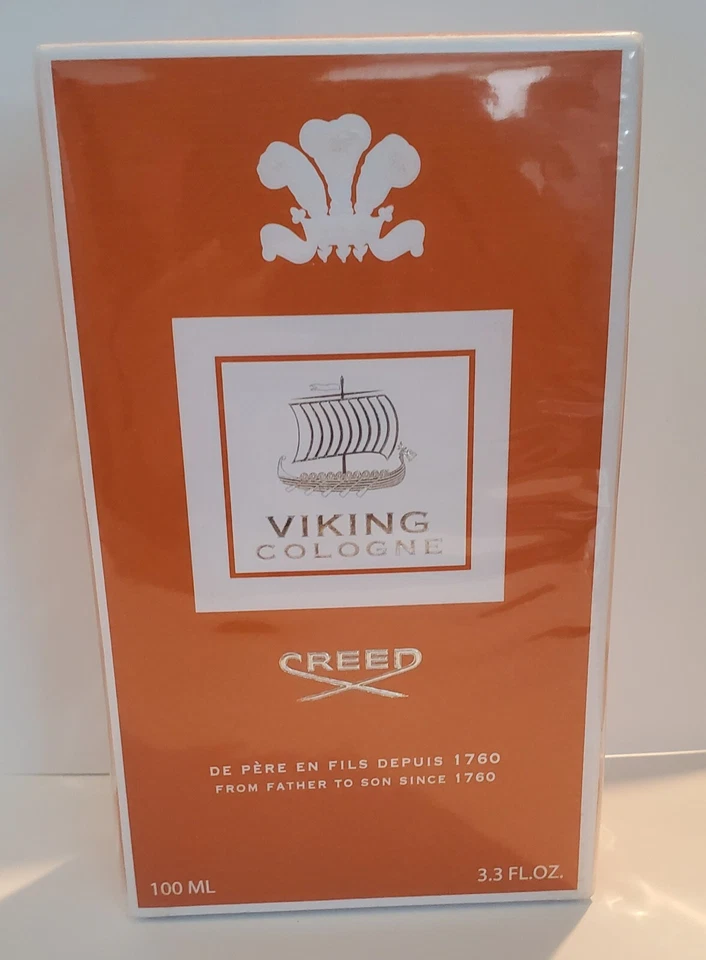 VIKING
COLOGNE
CREED
DE PÈRE EN FILS DEPUIS 1760
FROM FATHER TO SON SINCE 1760
100 ML
3.3 FL.OZ.